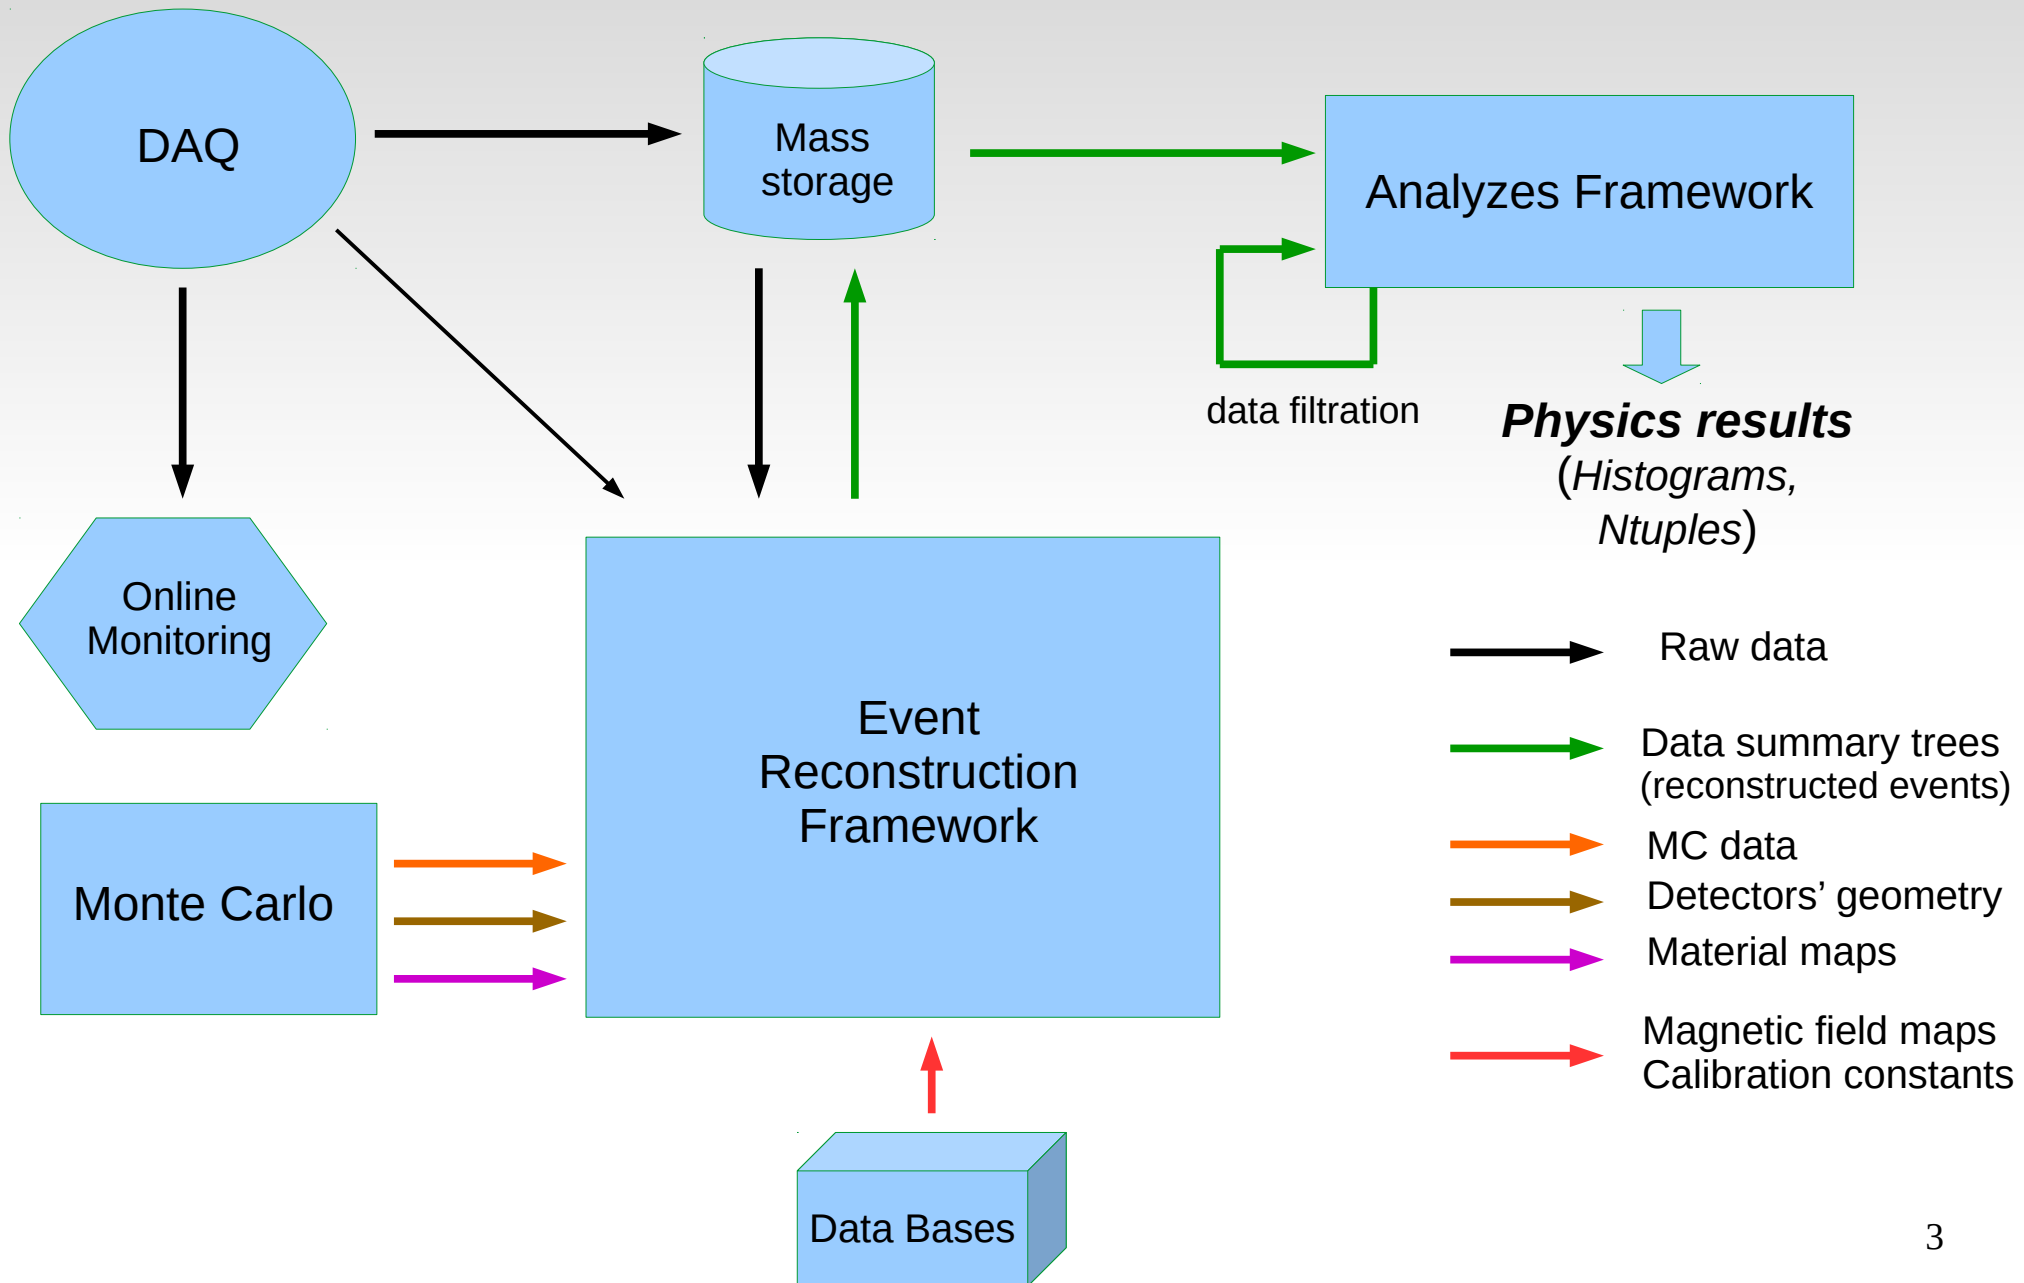 DAQ
Mass
storage
Analyzes Framework
data filtration
Physics results
(Histograms,
Ntuples)
Online
Monitoring
Event
Reconstruction
Framework
Monte Carlo
Data Bases
Raw data
Data summary trees
(reconstructed events)
MC data
Detectors’ geometry
Material maps
Magnetic field maps
Calibration constants
3